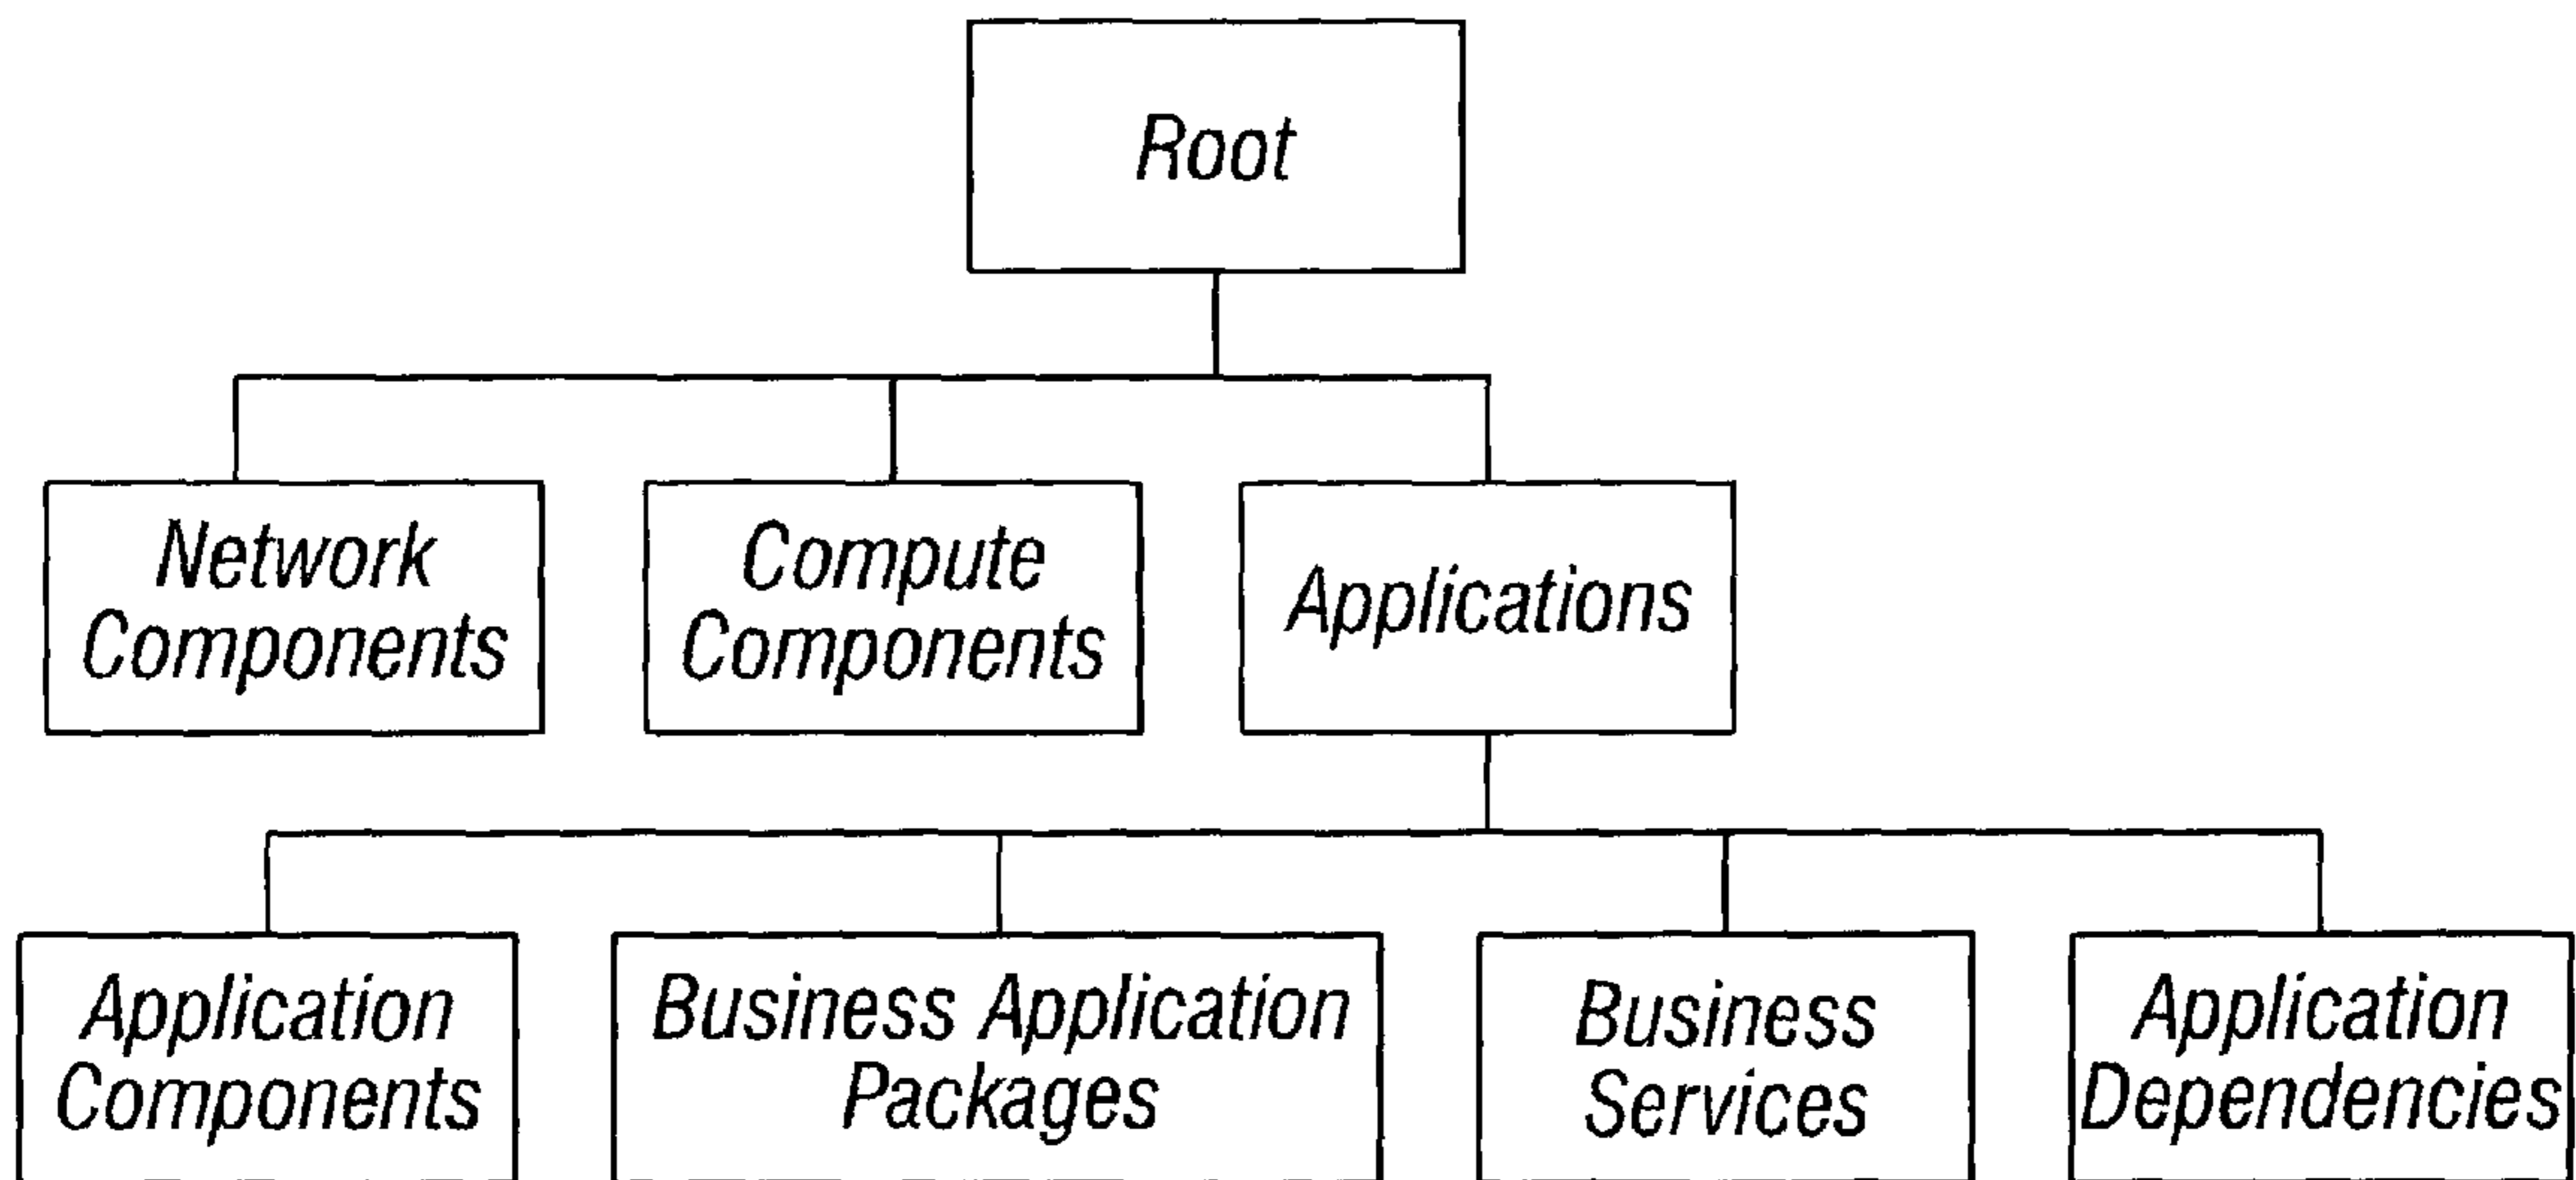 Root
Network
Components
Compute
Components
Applications
Application
Components
Business Application
Packages
Business
Services
Application
Dependencies